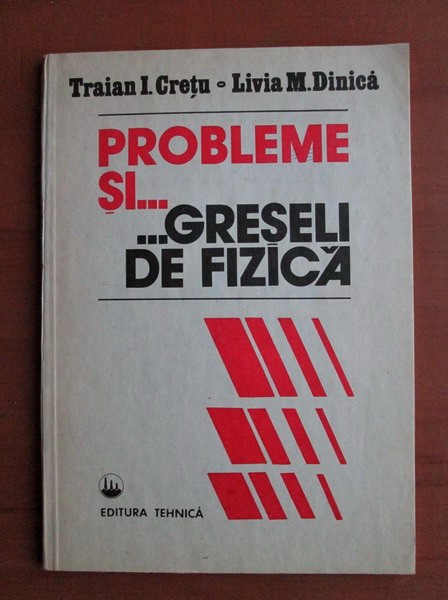 Traian I. Crețu • Livia M. Dinică
PROBLEME
ȘI...
...GREȘELI
DE FIZICĂ
EDITURA TEHNICĂ